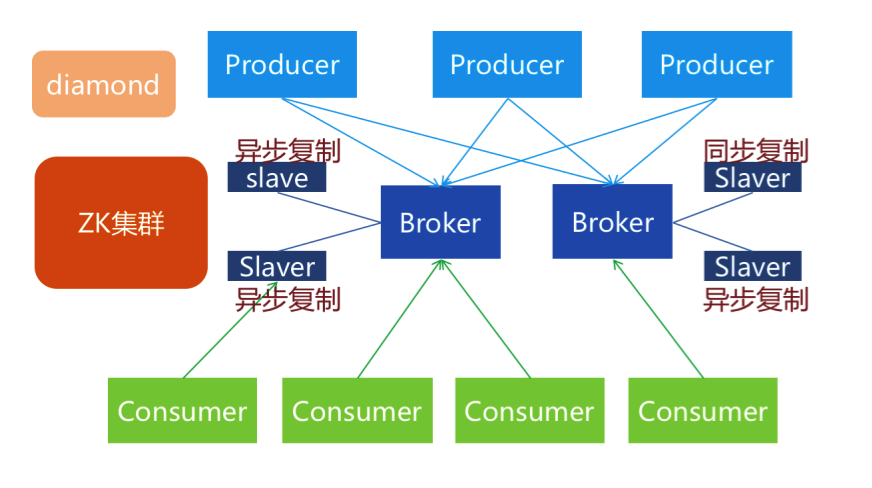 diamond
Producer
Producer
Producer
异步复制
slave
同步复制
Slaver
ZK集群
Broker
Broker
Slaver
异步复制
Slaver
异步复制
Consumer
Consumer
Consumer
Consumer